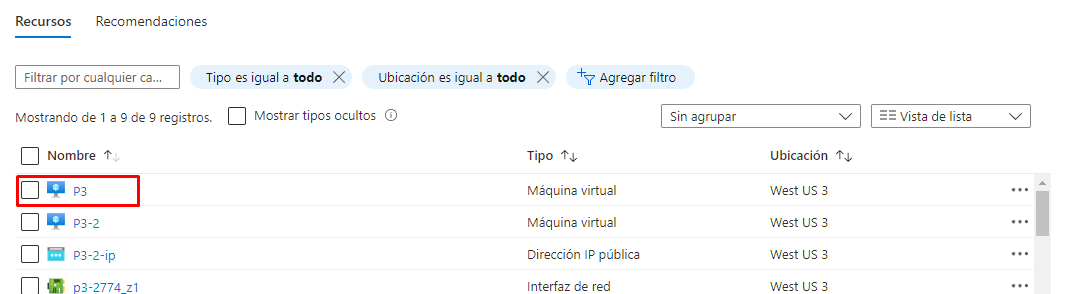 Recursos Recomendaciones
Filtrar por cualquier ca... Tipo es igual a todo Ubicación es igual a todo Agregar filtro
Mostrando de 1 a 9 de 9 registros. Mostrar tipos ocultos Sin agrupar Vista de lista
Nombre Tipo Ubicación
P3 Máquina virtual West US 3
P3-2 Máquina virtual West US 3
P3-2-ip Dirección IP pública West US 3
p3-2774_z1 Interfaz de red West US 3